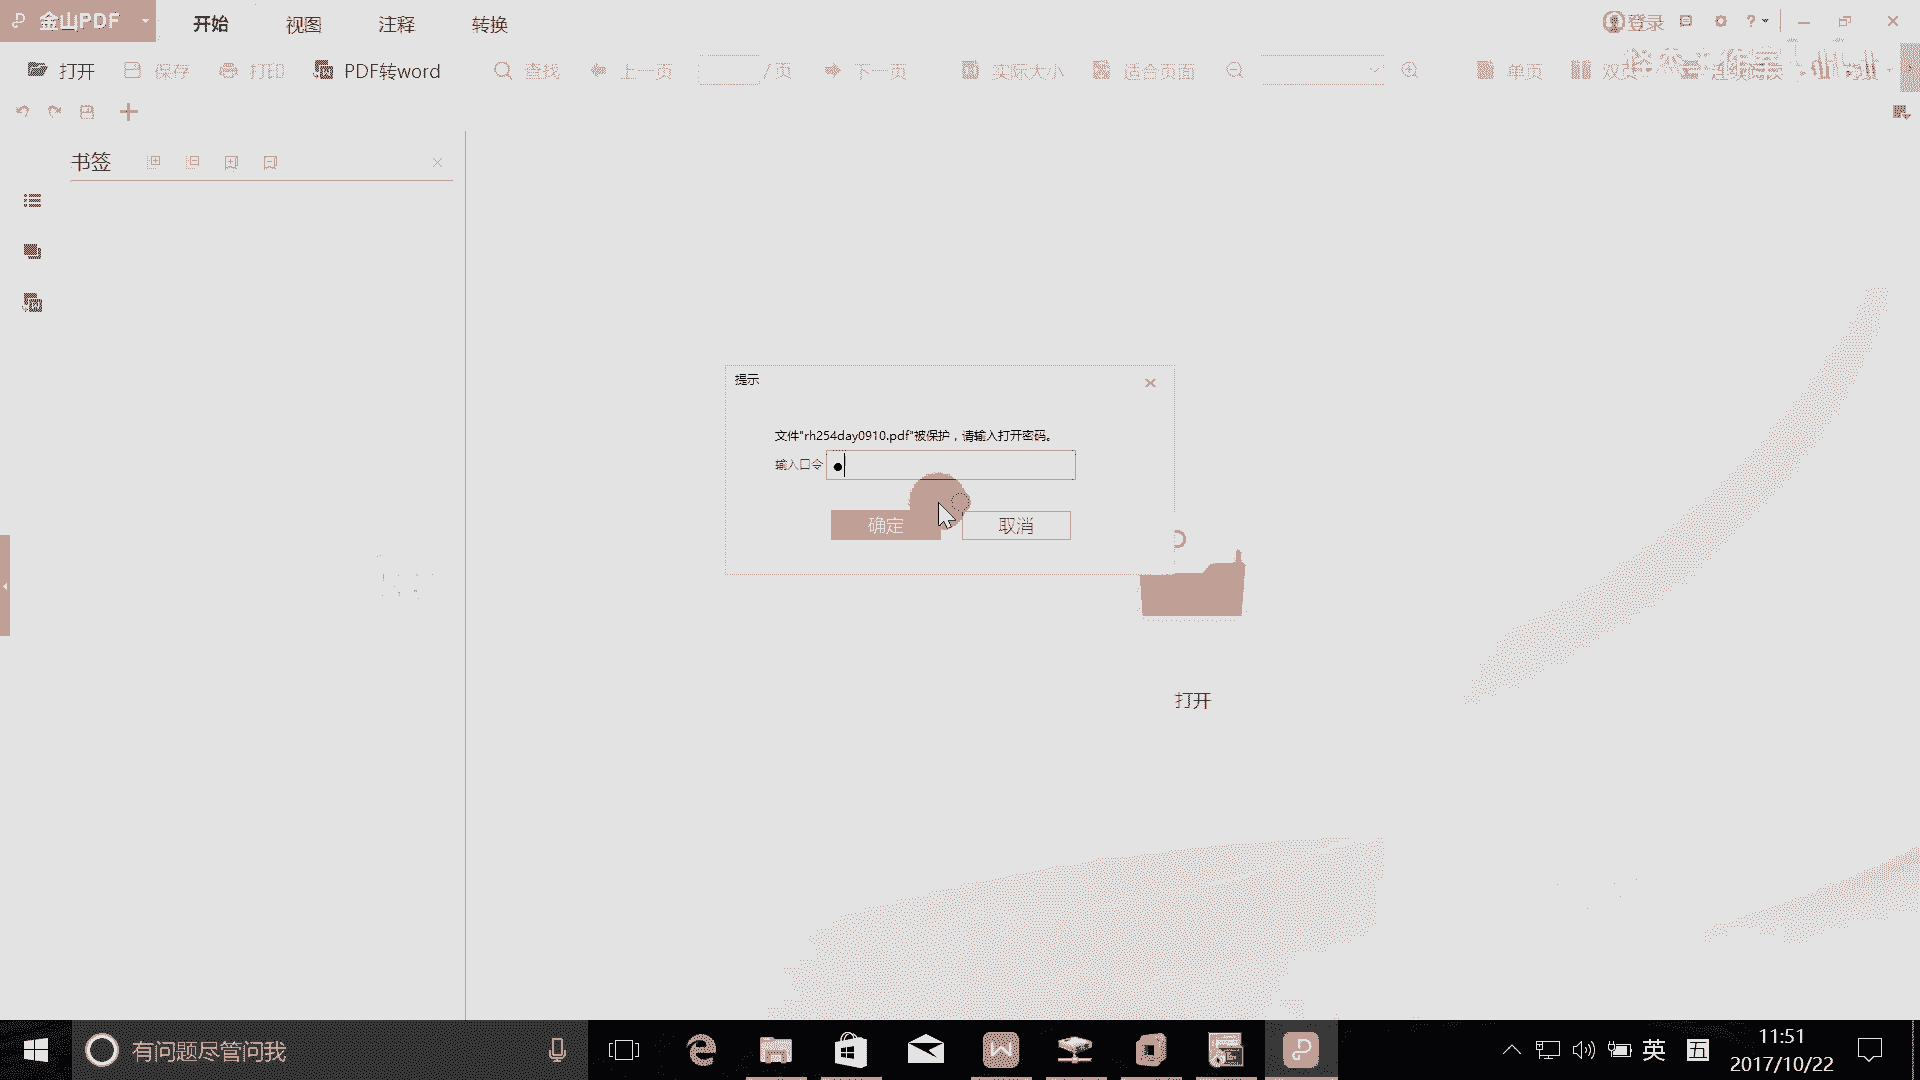 金山PDF
开始 视图 注释 转换
登录
打开 保存 打印 PDF转word 查找 上一页 / 页 下一页 实际大小 适合页面 单页 双页
书签
提示
文件"rh254day0910.pdf"被保护，请输入打开密码。
输入口令
确定 取消
打开
有问题尽管问我
英 五
11:51
2017/10/22